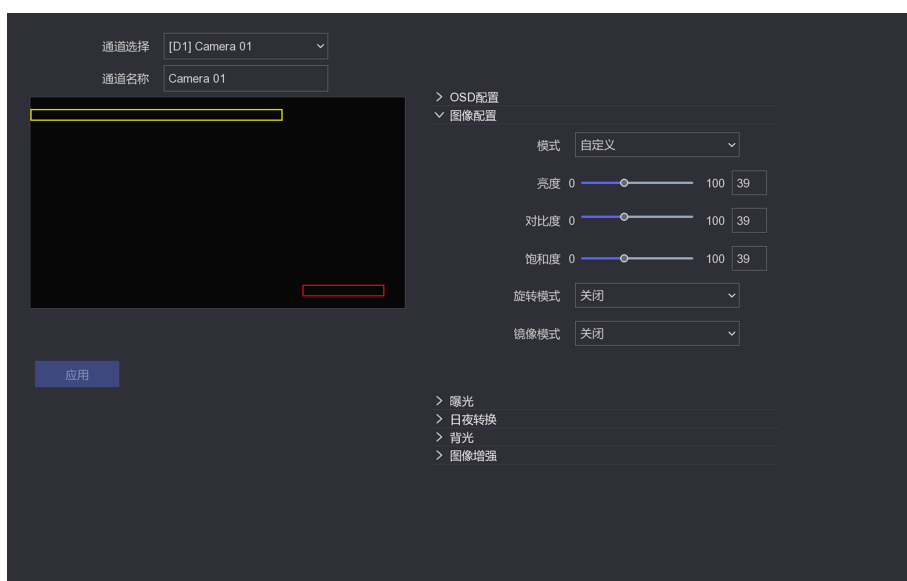 通道选择 [D1] Camera 01
通道名称 Camera 01
OSD配置
图像配置
模式 自定义
亮度 0 100 39
对比度 0 100 39
饱和度 0 100 39
旋转模式 关闭
镜像模式 关闭
应用
曝光
日夜转换
背光
图像增强